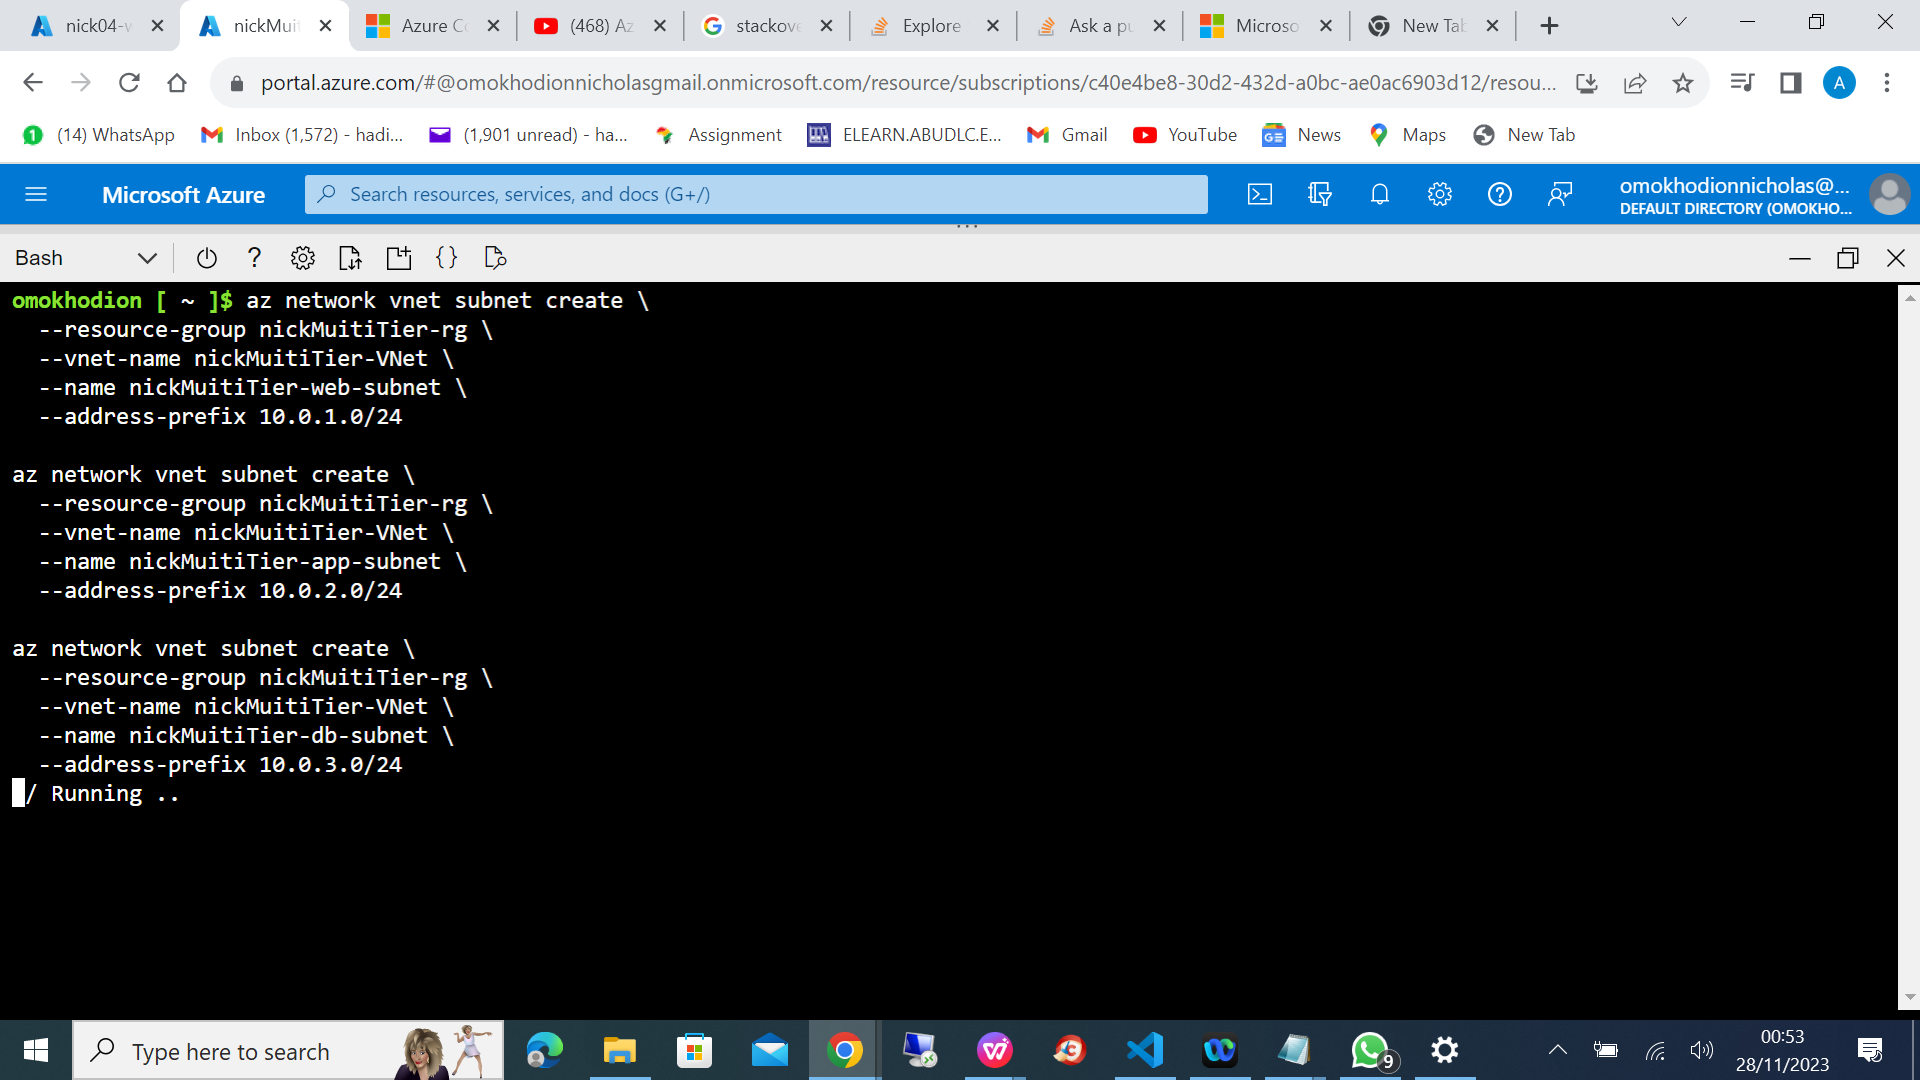 nick04-w
nickMuit
Azure Co
(468) Az
stackove
Explore
Ask a pu
Microso
New Tab
portal.azure.com/#@omokhodionnicholasgmail.onmicrosoft.com/resource/subscriptions/c40e4be8-30d2-432d-a0bc-ae0ac6903d12/resou...
A
1
(14) WhatsApp
Inbox (1,572) - hadi...
(1,901 unread) - ha...
Assignment
ELEARN.ABUDLC.E...
Gmail
YouTube
News
Maps
New Tab
Microsoft Azure
Search resources, services, and docs (G+/)
omokhodionnicholas@...
DEFAULT DIRECTORY (OMOKHO...
Bash
omokhodion [ ~ ]$ az network vnet subnet create \
--resource-group nickMuitiTier-rg \
--vnet-name nickMuitiTier-VNet \
--name nickMuitiTier-web-subnet \
--address-prefix 10.0.1.0/24
az network vnet subnet create \
--resource-group nickMuitiTier-rg \
--vnet-name nickMuitiTier-VNet \
--name nickMuitiTier-app-subnet \
--address-prefix 10.0.2.0/24
az network vnet subnet create \
--resource-group nickMuitiTier-rg \
--vnet-name nickMuitiTier-VNet \
--name nickMuitiTier-db-subnet \
--address-prefix 10.0.3.0/24
/ Running ..
Type here to search
9
00:53
28/11/2023